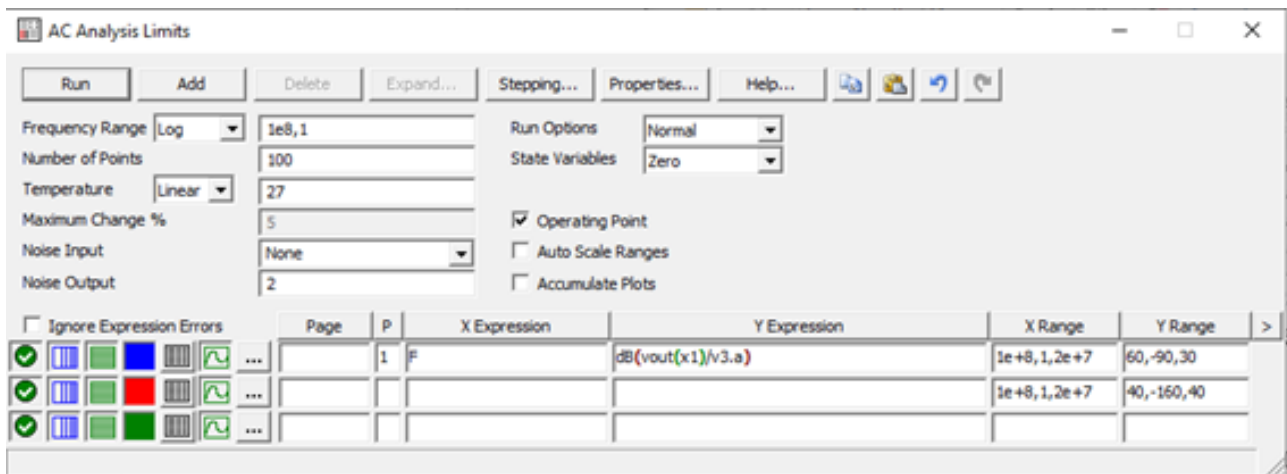 AC Analysis Limits
Run Add Delete Expand... Stepping... Properties... Help...
Frequency Range Log 1e8,1 Run Options Normal
Number of Points 100 State Variables Zero
Temperature Linear 27
Maximum Change % 5 Operating Point
Noise Input None Auto Scale Ranges
Noise Output 2 Accumulate Plots
Ignore Expression Errors Page P X Expression Y Expression X Range Y Range >
... 1 F dB(vout(x1)/v3.a) 1e+8,1,2e+7 60,-90,30
... 1e+8,1,2e+7 40,-160,40
...